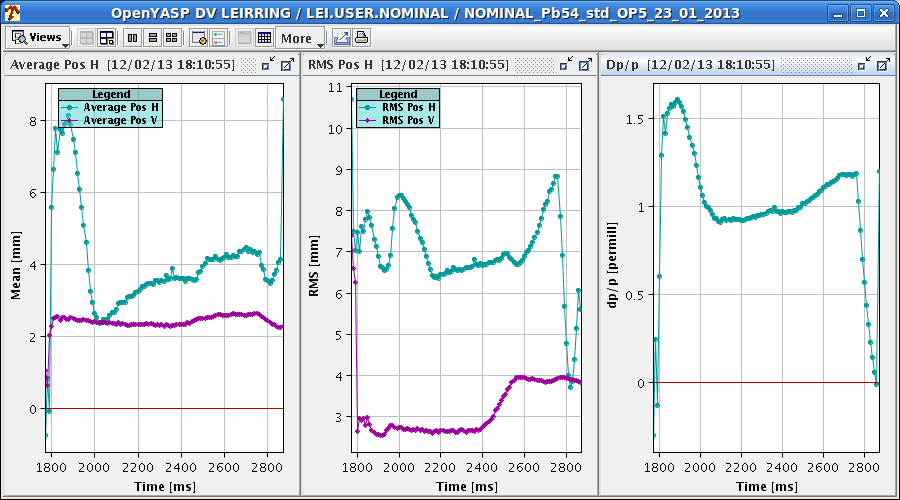 OpenYASP DV LEIRRING / LEI.USER.NOMINAL / NOMINAL_Pb54_std_OP5_23_01_2013
Views More
Average Pos H [12/02/13 18:10:55]
Legend
Average Pos H
Average Pos V
8
6
4
2
0
Mean [mm]
1800 2000 2200 2400 2600 2800
Time [ms]
RMS Pos H [12/02/13 18:10:55]
Legend
RMS Pos H
RMS Pos V
11
10
9
8
7
6
5
4
3
RMS [mm]
1800 2000 2200 2400 2600 2800
Time [ms]
Dp/p [12/02/13 18:10:55]
1.5
1
0.5
0
dp/p [permill]
1800 2000 2200 2400 2600 2800
Time [ms]